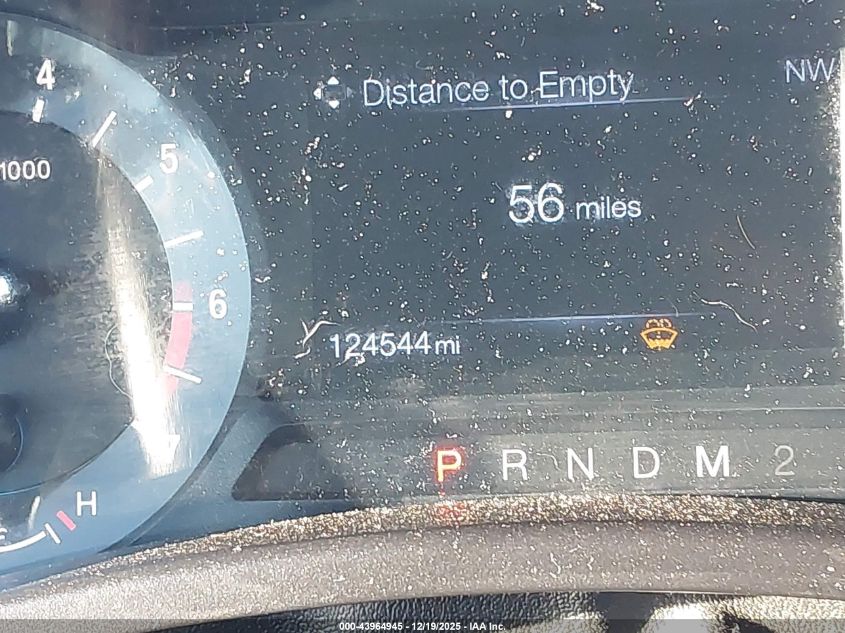 4
Distance to Empty
NW
5
1000
56 miles
6
124544 mi
P R N D M 2
H
000-43964945 - 12/19/2025 - IAA Inc.